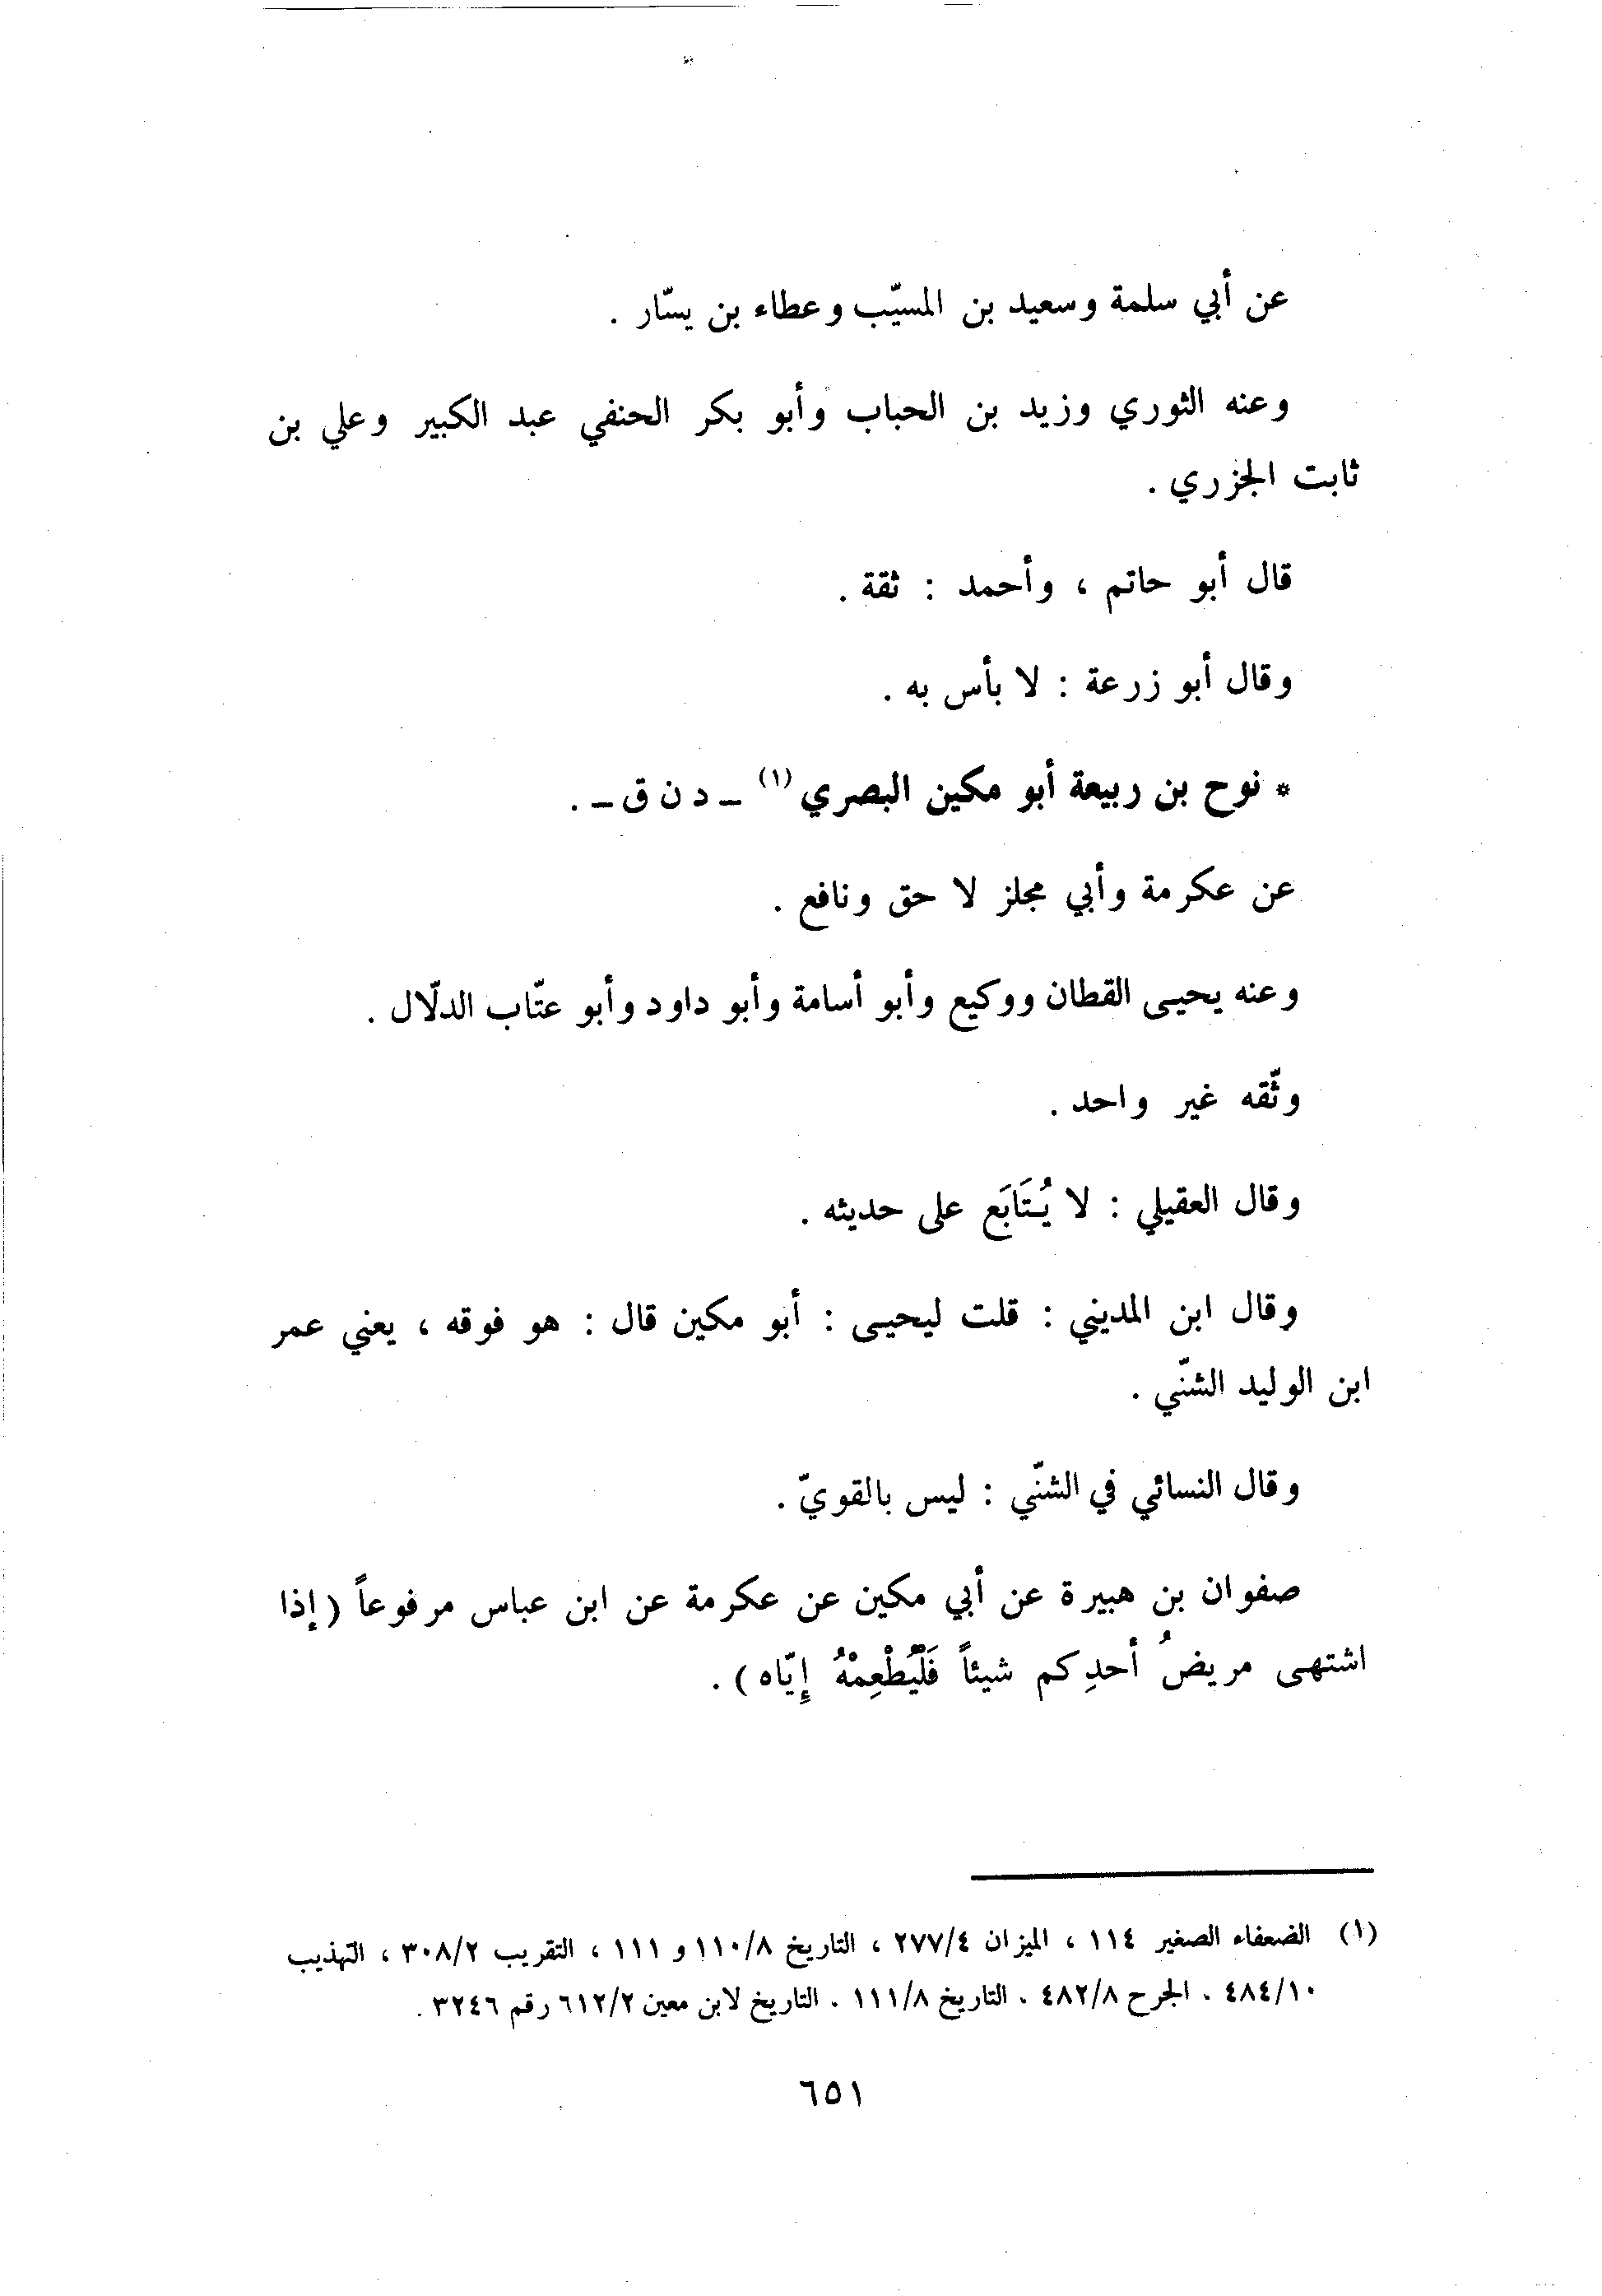 عن أبي سلمة وسعيد بن المسيّب وعطاء بن يسّار .
وعنه الثوري وزيد بن الحباب وأبو بكر الحنفي عبد الكبير وعلي بن
ثابت الجزري .
قال أبو حاتم ، وأحمد : ثقة .
وقال أبو زرعة : لا بأس به .
* نوح بن ربيعة أبو مكين البصري (١) ـ د ن ق ـ .
عن عكرمة وأبي مجلز لا حق ونافع .
وعنه يحيى القطان ووكيع وأبو أسامة وأبو داود وأبو عتّاب الدلّال .
وثّقه غير واحد .
وقال العقيلي : لا يُتَابَع على حديثه .
وقال ابن المديني : قلت ليحيى : أبو مكين قال : هو فوقه ، يعني عمر
ابن الوليد الشنّي .
وقال النسائي في الشنّي : ليس بالقويّ .
صفوان بن هبيرة عن أبي مكين عن عكرمة عن ابن عباس مرفوعاً (إذا
اشتهى مريضُ أحدِكم شيئاً فَلْيُطْعِمْهُ إِيّاه) .
(١) الضعفاء الصغير ١١٤ ، الميزان ٢٧٧/٤ ، التاريخ ١١٠/٨ و ١١١ ، التقريب ٣٠٨/٢ ، التهذيب
٤٨٤/١٠ . الجرح ٤٨٢/٨ . التاريخ ١١١/٨ . التاريخ لابن معين ٦١٢/٢ رقم ٣٢٤٦ .
٦٥١